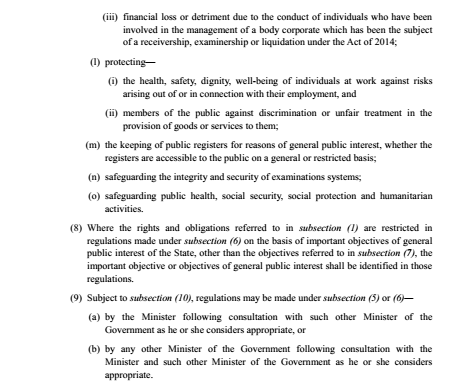 (iii) financial loss or detriment due to the conduct of individuals who have been
involved in the management of a body corporate which has been the subject
of a receivership, examinership or liquidation under the Act of 2014;
(l) protecting—
(i) the health, safety, dignity, well-being of individuals at work against risks
arising out of or in connection with their employment, and
(ii) members of the public against discrimination or unfair treatment in the
provision of goods or services to them;
(m) the keeping of public registers for reasons of general public interest, whether the
registers are accessible to the public on a general or restricted basis;
(n) safeguarding the integrity and security of examinations systems;
(o) safeguarding public health, social security, social protection and humanitarian
activities.
(8) Where the rights and obligations referred to in subsection (1) are restricted in
regulations made under subsection (6) on the basis of important objectives of general
public interest of the State, other than the objectives referred to in subsection (7), the
important objective or objectives of general public interest shall be identified in those
regulations.
(9) Subject to subsection (10), regulations may be made under subsection (5) or (6)—
(a) by the Minister following consultation with such other Minister of the
Government as he or she considers appropriate, or
(b) by any other Minister of the Government following consultation with the
Minister and such other Minister of the Government as he or she considers
appropriate.